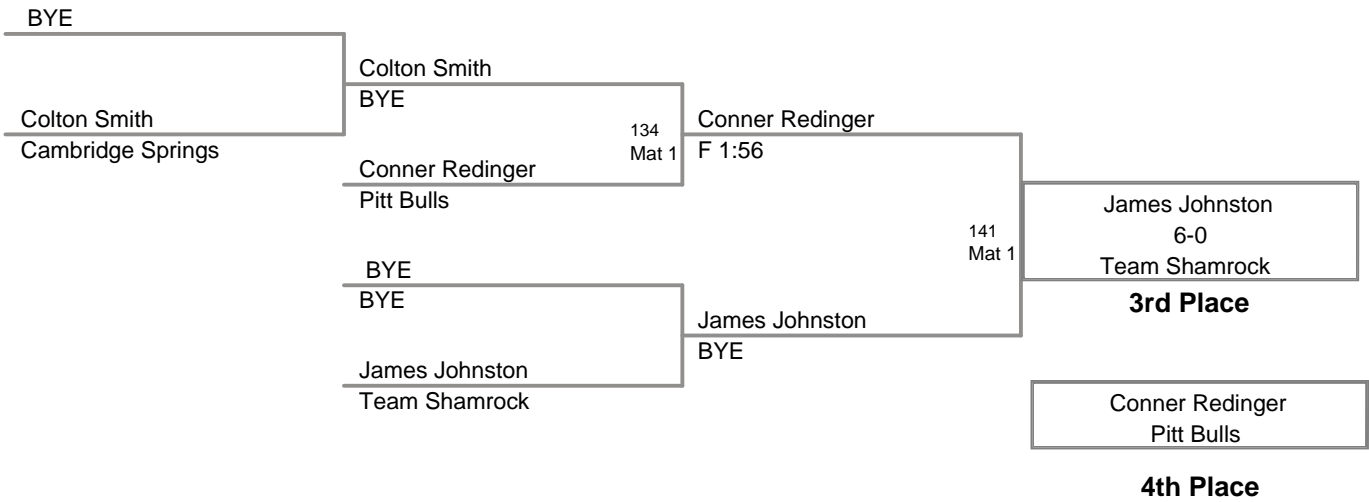 BYE
Colton Smith
Cambridge Springs
Colton Smith
BYE
Conner Redinger
Pitt Bulls
134
Mat 1
Conner Redinger
F 1:56
BYE
BYE
James Johnston
Team Shamrock
James Johnston
BYE
141
Mat 1
James Johnston
6-0
Team Shamrock
3rd Place
Conner Redinger
Pitt Bulls
4th Place